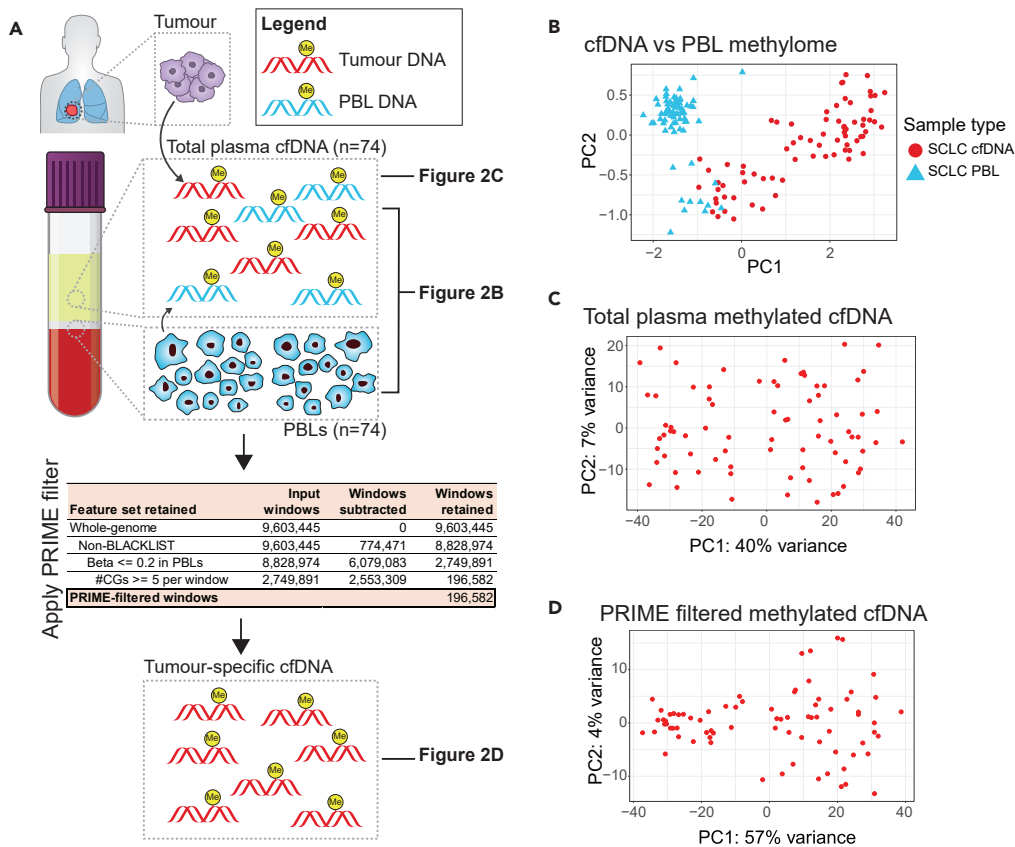 A
Tumour
Legend
Me
Tumour DNA
Me
PBL DNA
Total plasma cfDNA (n=74)
Me
Me
Me
Me
Me
Me
Me
Me
Figure 2C
Figure 2B
PBLs (n=74)
Apply PRIME filter
Feature set retained Input windows Windows subtracted Windows retained
Whole-genome 9,603,445 0 9,603,445
Non-BLACKLIST 9,603,445 774,471 8,828,974
Beta <= 0.2 in PBLs 8,828,974 6,079,083 2,749,891
#CGs >= 5 per window 2,749,891 2,553,309 196,582
PRIME-filtered windows 196,582
Tumour-specific cfDNA
Me
Me
Me
Me
Me
Me
Me
Figure 2D
B
cfDNA vs PBL methylome
PC2
0.5
0.0
−0.5
−1.0
−2 0 2
PC1
Sample type
SCLC cfDNA
SCLC PBL
C
Total plasma methylated cfDNA
PC2: 7% variance
20
10
0
−10
−40 −20 0 20 40
PC1: 40% variance
D
PRIME filtered methylated cfDNA
PC2: 4% variance
10
0
−10
−40 −20 0 20 40
PC1: 57% variance